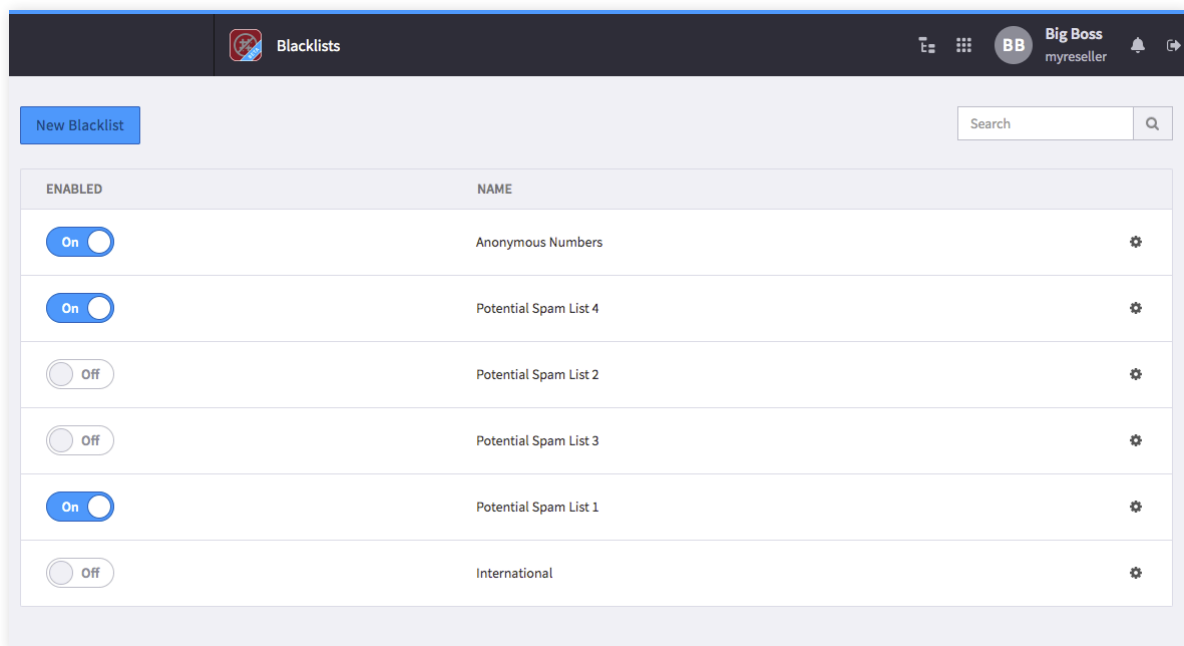 Blacklists
BB
Big Boss
myreseller
New Blacklist
Search
ENABLED
NAME
On
Anonymous Numbers
On
Potential Spam List 4
Off
Potential Spam List 2
Off
Potential Spam List 3
On
Potential Spam List 1
Off
International